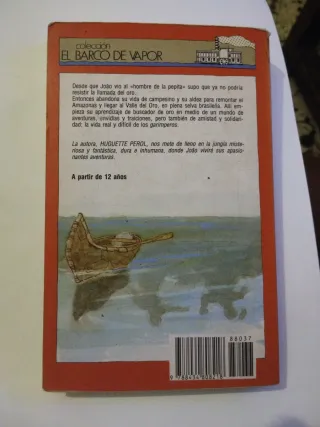 colección
EL BARCO DE VAPOR
Desde que João vio al «hombre de la pepita» supo que ya no podría
resistir la llamada del oro.
Entonces abandona su vida de campesino y su aldea para remontar el
Amazonas y llegar al Valle del Oro, en plena selva brasileña. Allí em-
pieza su aprendizaje de buscador de oro en medio de un mundo de
aventuras, envidias y traiciones, pero también de amistad y solidari-
dad: la vida real y difícil de los garimperos.
La autora, HUGUETTE PEROL, nos mete de lleno en la jungla miste-
riosa y fantástica, dura e inhumana, donde João vivirá sus apasio-
nantes aventuras.
A partir de 12 años
88037